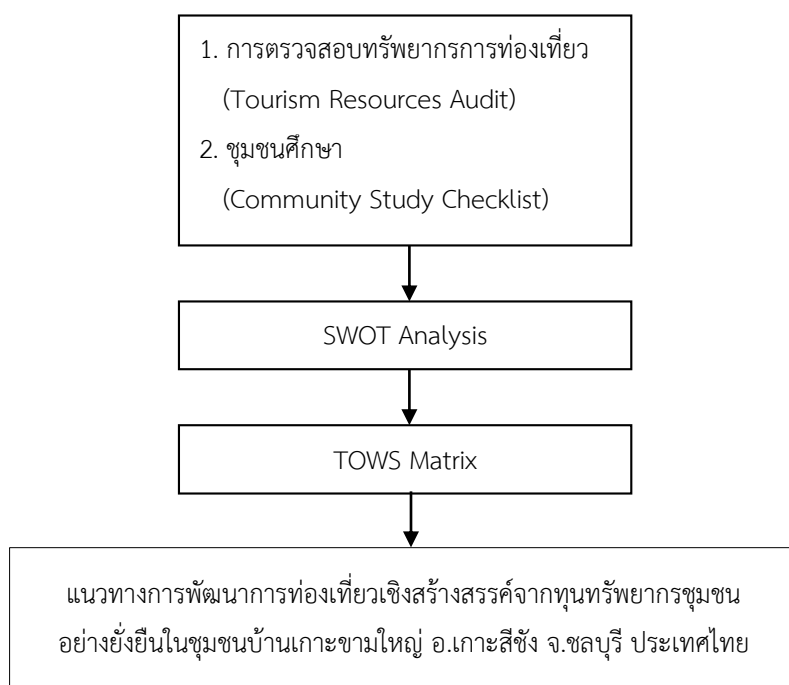 1. การตรวจสอบทรัพยากรการท่องเที่ยว
(Tourism Resources Audit)
2. ชุมชนศึกษา
(Community Study Checklist)
SWOT Analysis
TOWS Matrix
แนวทางการพัฒนาการท่องเที่ยวเชิงสร้างสรรค์จากทุนทรัพยากรชุมชน
อย่างยั่งยืนในชุมชนบ้านเกาะขามใหญ่ อ.เกาะสีชัง จ.ชลบุรี ประเทศไทย